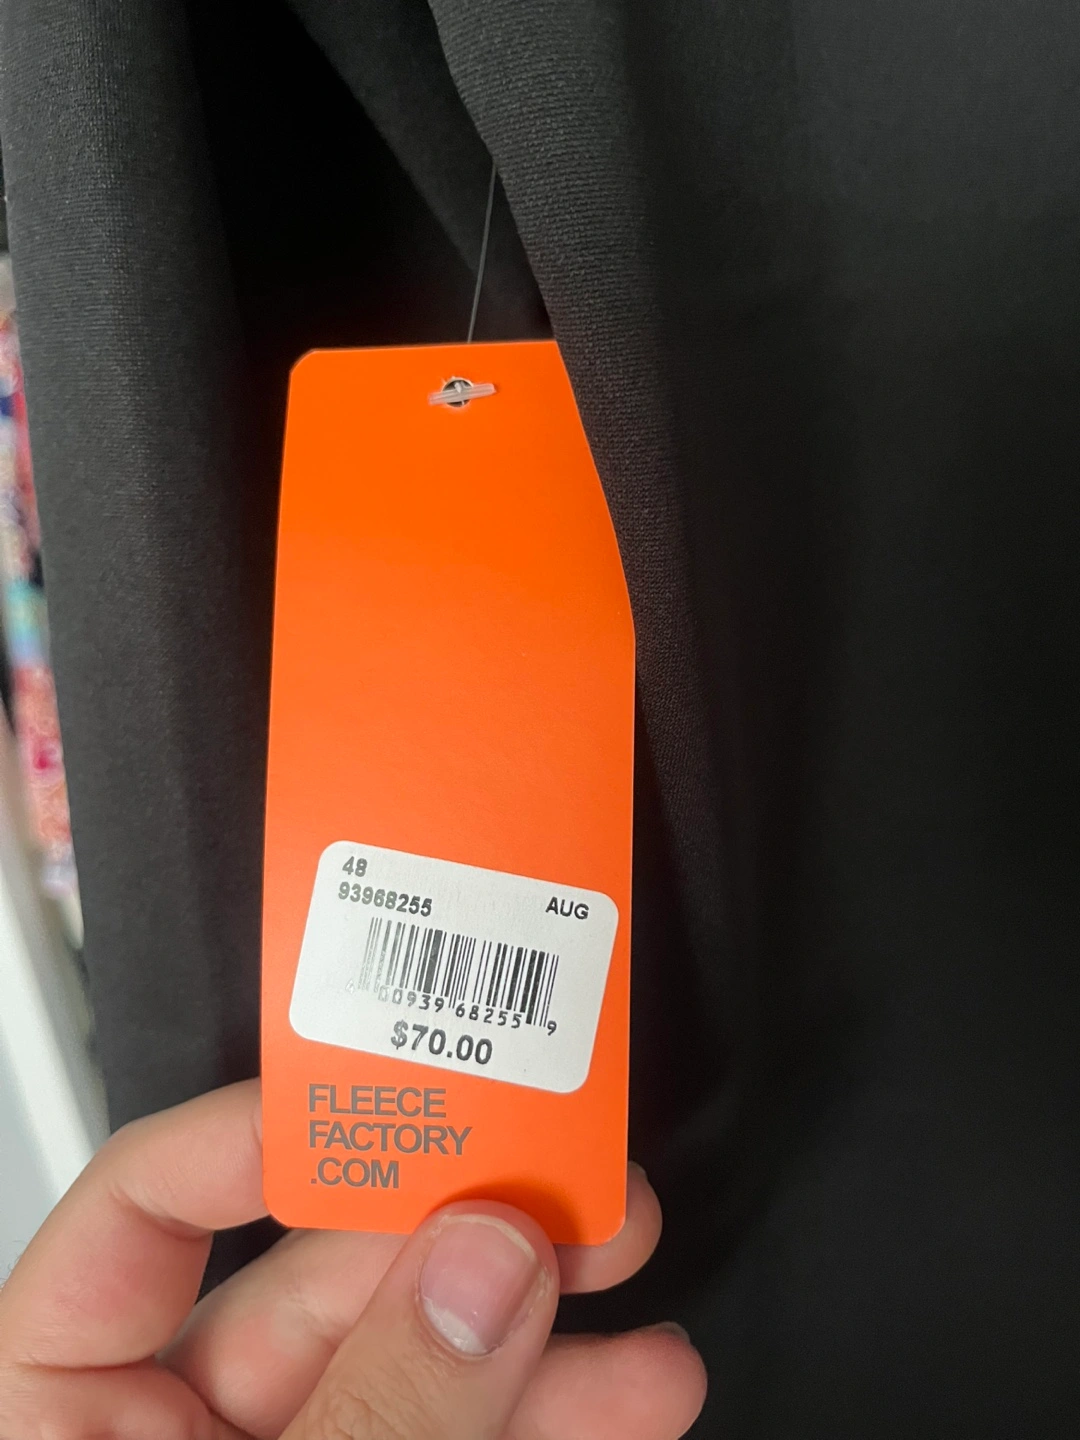 48
93968255
AUG
4 00939 68255 9
$70.00
FLEECE
FACTORY
.COM